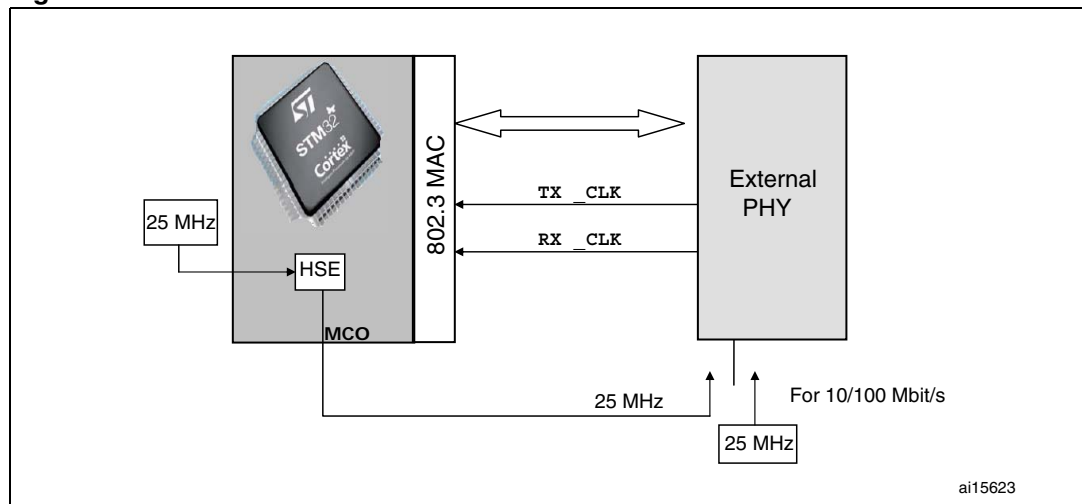 ST
STM32
Cortex
802.3 MAC
25 MHz
HSE
MCO
TX _CLK
RX _CLK
External
PHY
25 MHz
For 10/100 Mbit/s
25 MHz
ai15623